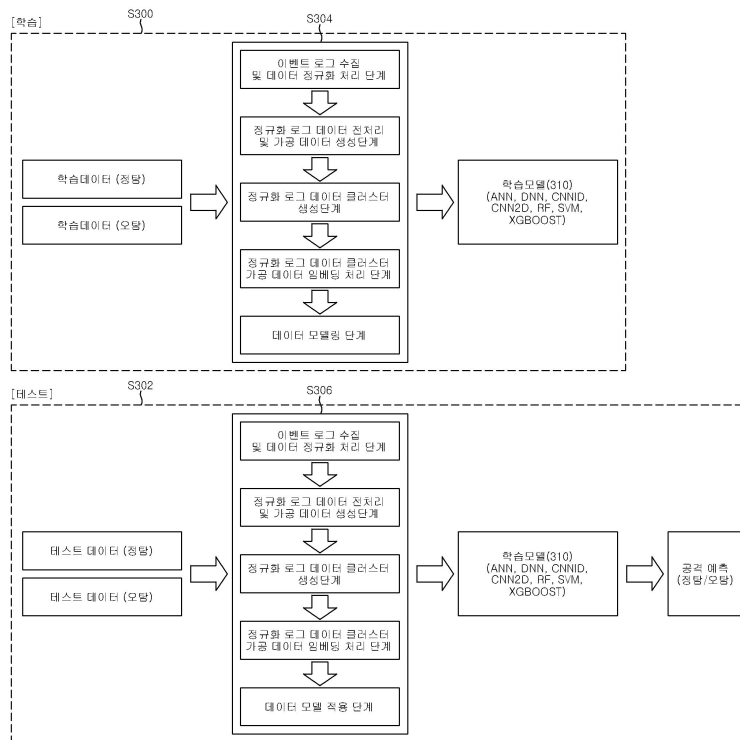 [학습]
S300
S304
이벤트 로그 수집
및 데이터 정규화 처리 단계
정규화 로그 데이터 전처리
및 가공 데이터 생성단계
학습데이터 (정탐)
학습데이터 (오탐)
정규화 로그 데이터 클러스터
생성단계
정규화 로그 데이터 클러스터
가공 데이터 임베딩 처리 단계
데이터 모델링 단계
학습모델(310)
(ANN, DNN, CNNID,
CNN2D, RF, SVM,
XGBOOST)
[테스트]
S302
S306
이벤트 로그 수집
및 데이터 정규화 처리 단계
정규화 로그 데이터 전처리
및 가공 데이터 생성단계
테스트 데이터 (정탐)
테스트 데이터 (오탐)
정규화 로그 데이터 클러스터
생성단계
정규화 로그 데이터 클러스터
가공 데이터 임베딩 처리 단계
데이터 모델 적용 단계
학습모델(310)
(ANN, DNN, CNNID,
CNN2D, RF, SVM,
XGBOOST)
공격 예측
(정탐/오탐)